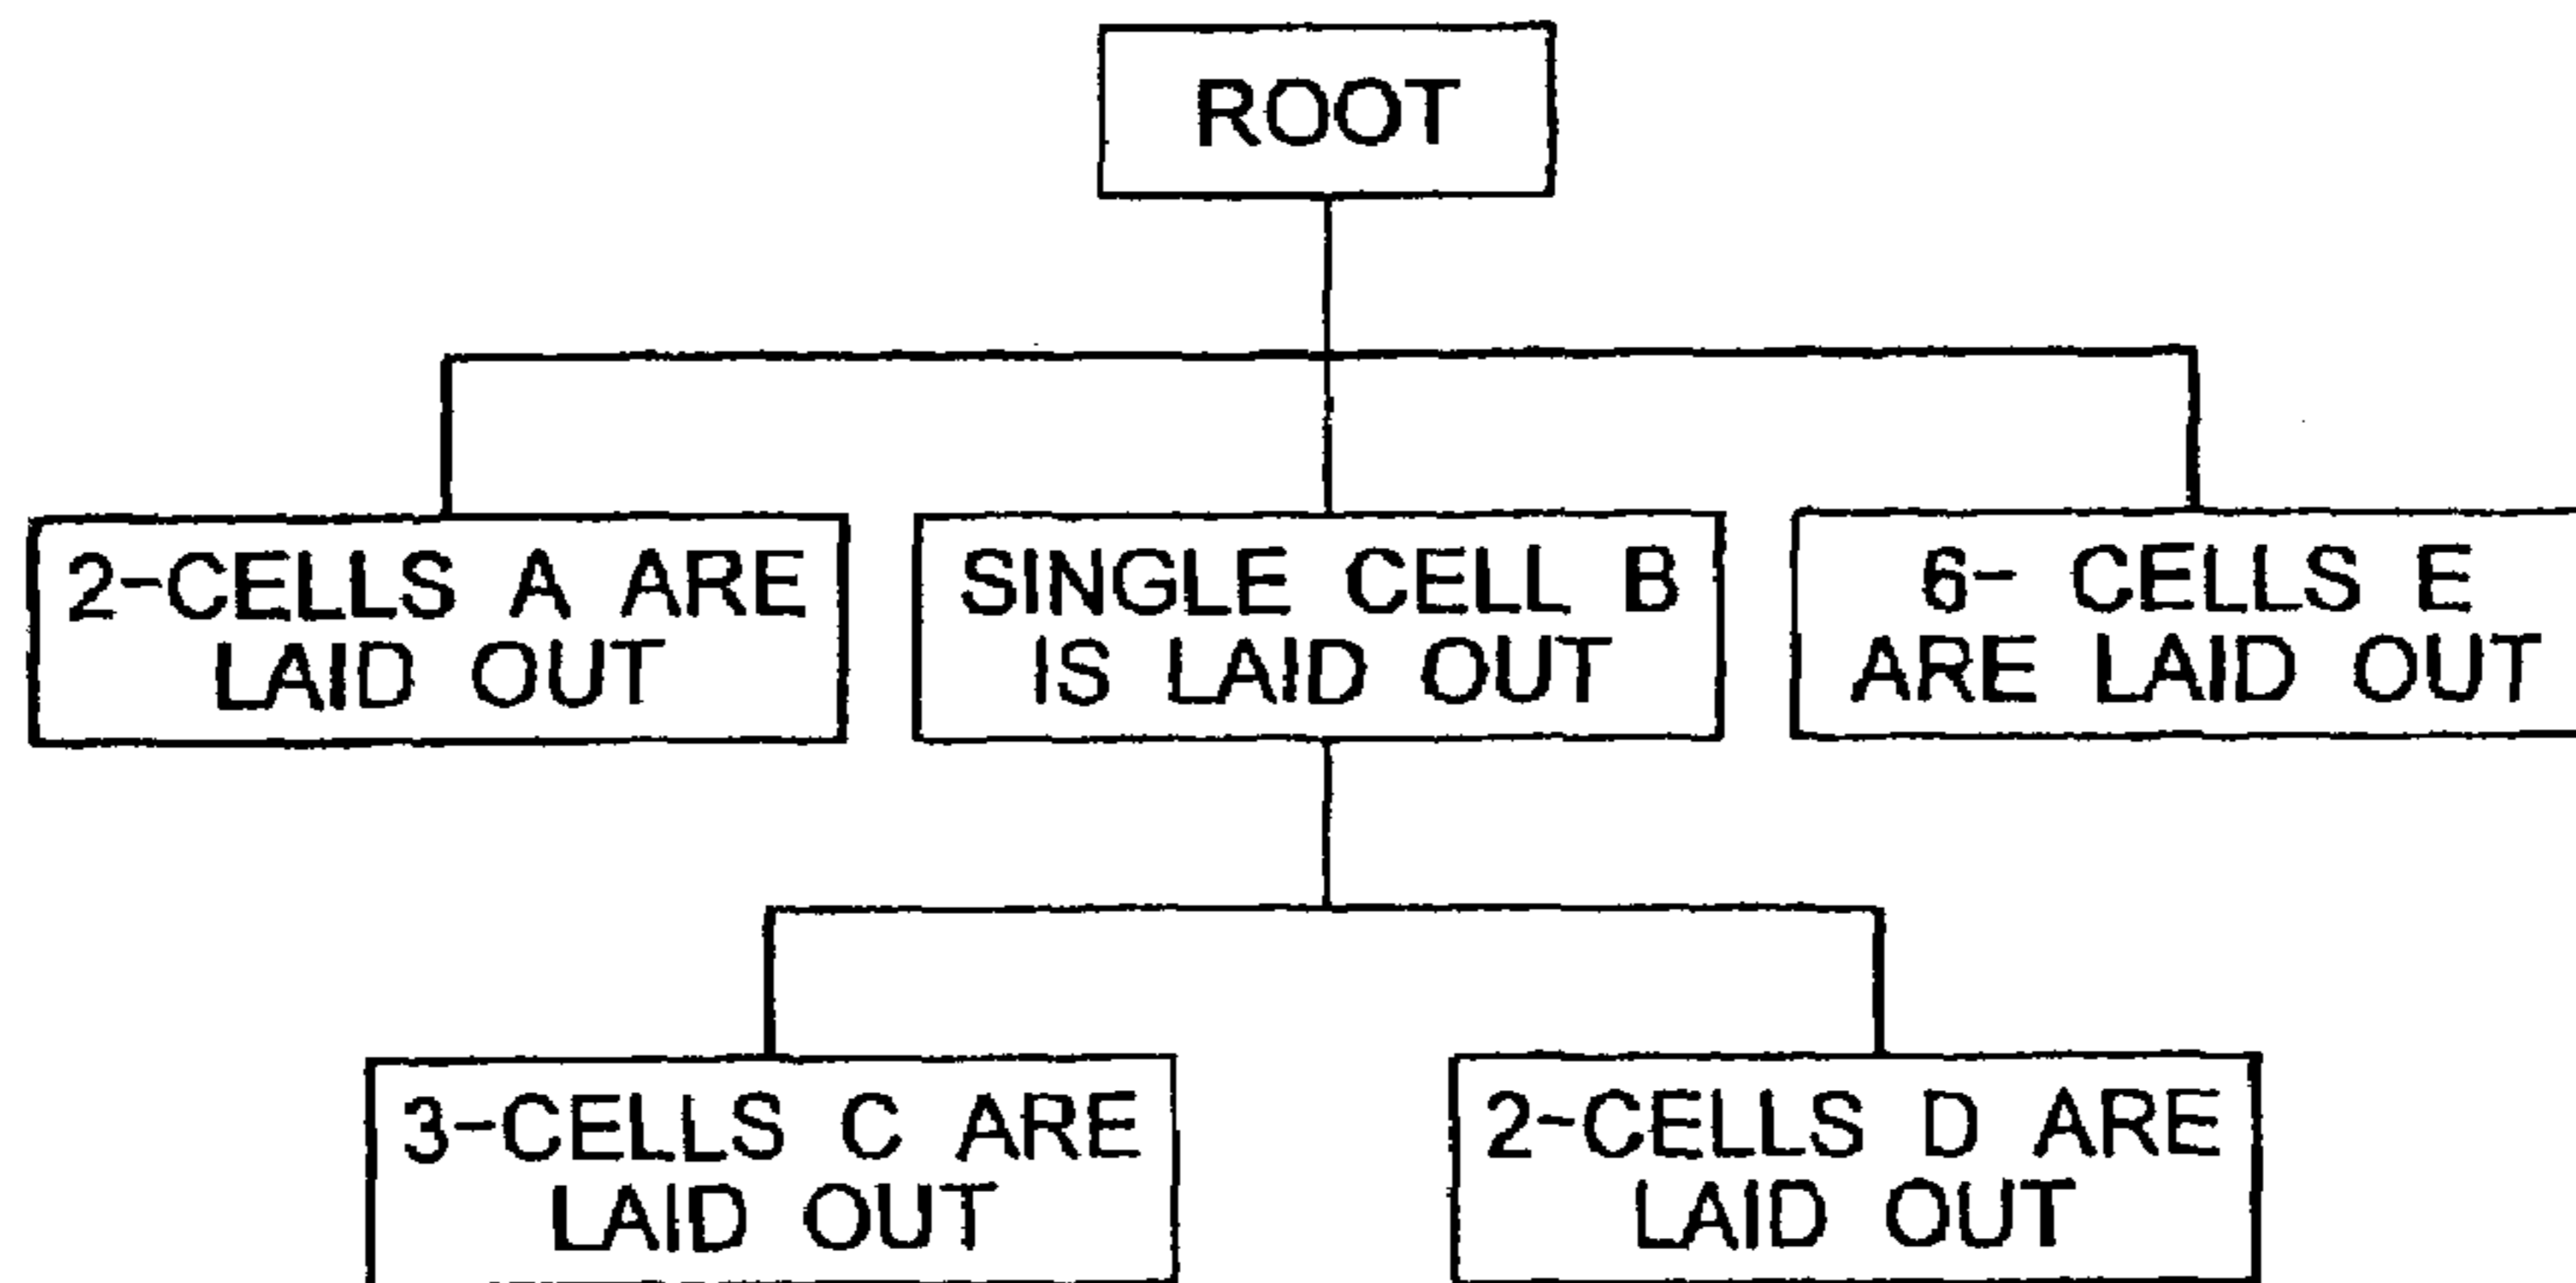 ROOT
2-CELLS A ARE
LAID OUT
SINGLE CELL B
IS LAID OUT
6- CELLS E
ARE LAID OUT
3-CELLS C ARE
LAID OUT
2-CELLS D ARE
LAID OUT